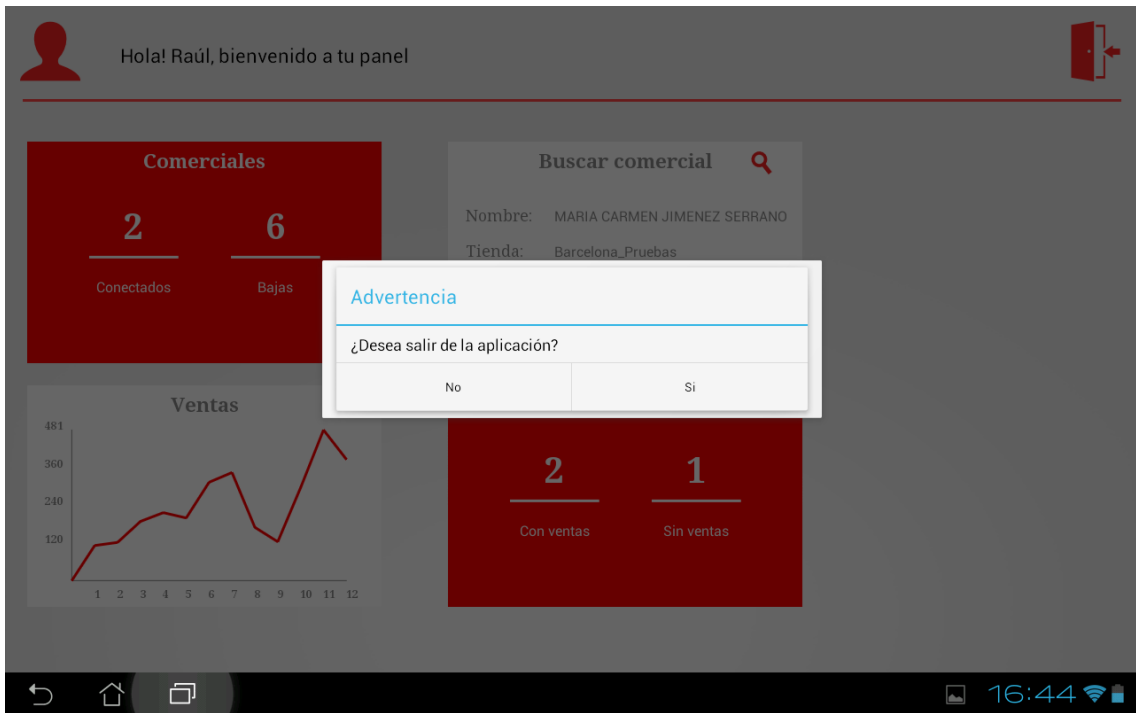 Hola! Raúl, bienvenido a tu panel
Comerciales
2 6
Conectados Bajas
Buscar comercial
Nombre: MARIA CARMEN JIMENEZ SERRANO
Tienda: Barcelona_Pruebas
Advertencia
¿Desea salir de la aplicación?
No Si
Ventas
481
360
240
120
1 2 3 4 5 6 7 8 9 10 11 12
2 1
Con ventas Sin ventas
16:44